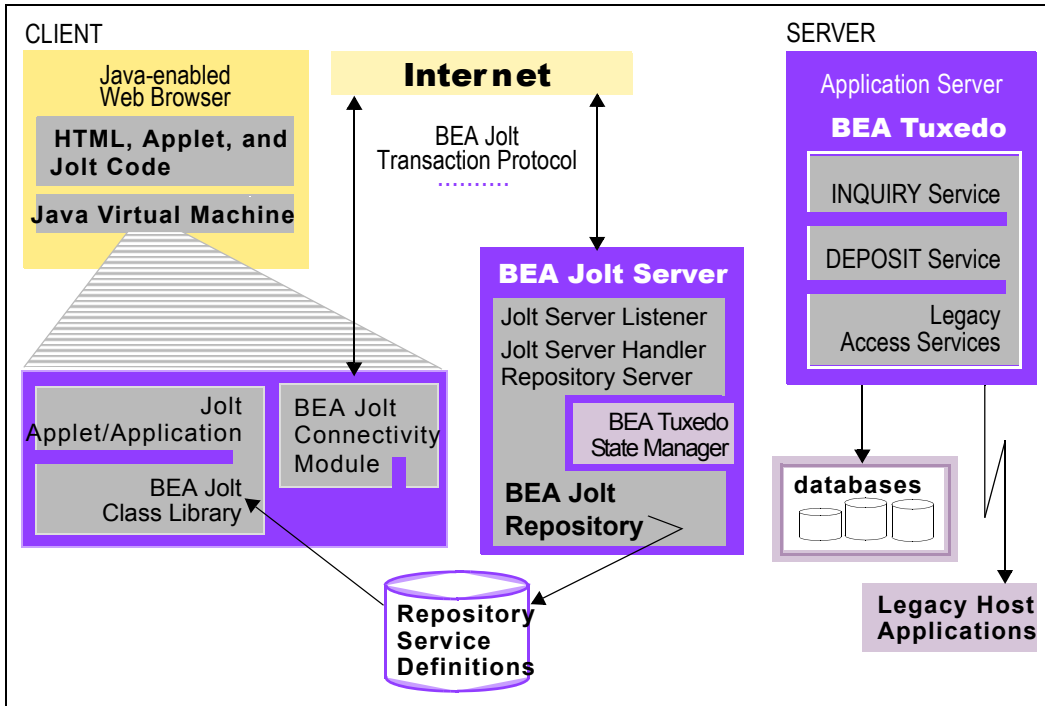 CLIENT
Java-enabled
Web Browser
HTML, Applet, and
Jolt Code
Java Virtual Machine
Internet
BEA Jolt
Transaction Protocol
SERVER
Application Server
BEA Tuxedo
INQUIRY Service
DEPOSIT Service
Legacy
Access Services
BEA Jolt Server
Jolt Server Listener
Jolt Server Handler
Repository Server
BEA Tuxedo
State Manager
BEA Jolt
Repository
Jolt
Applet/Application
BEA Jolt
Class Library
BEA Jolt
Connectivity
Module
databases
Repository
Service
Definitions
Legacy Host
Applications